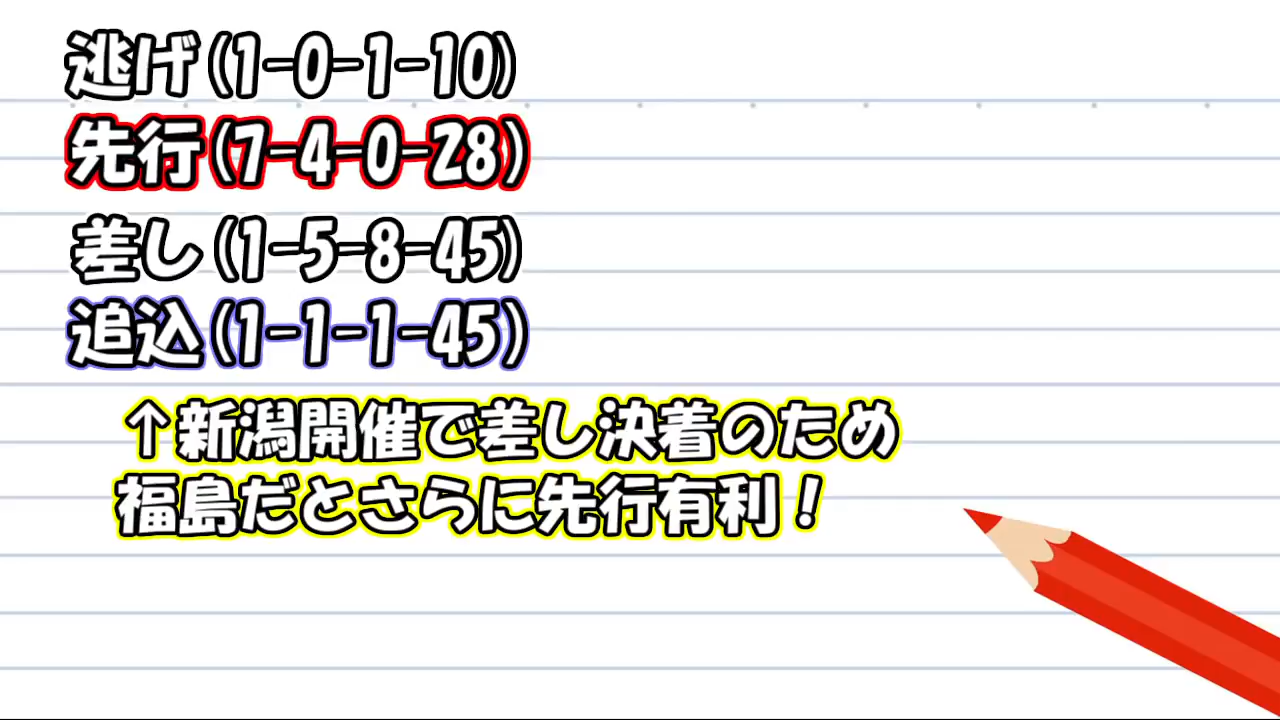 逃げ(1-0-1-10)
先行(7-4-0-28)
差し(1-5-8-45)
追込(1-1-1-45)
↑新潟開催で差し決着のため
福島だとさらに先行有利！